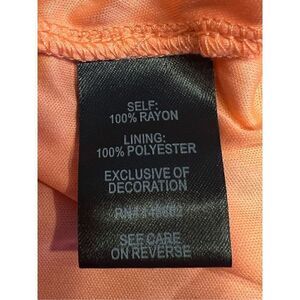 SELF:
100% RAYON
LINING:
100% POLYESTER
EXCLUSIVE OF
DECORATION
SEE CARE
ON REVERSE